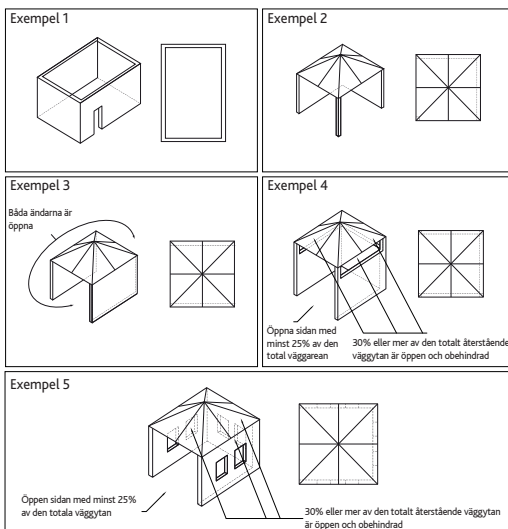 Exempel 1
Exempel 2
Exempel 3
Båda ändarna är
öppna
Exempel 4
Öppna sidan med
minst 25% av den
total väggarean
30% eller mer av den totalt återstående
väggytan är öppen och obehindrad
Exempel 5
Öppen sidan med minst 25%
av den totala väggytan
30% eller mer av den totalt återstående väggytan
är öppen och obehindrad